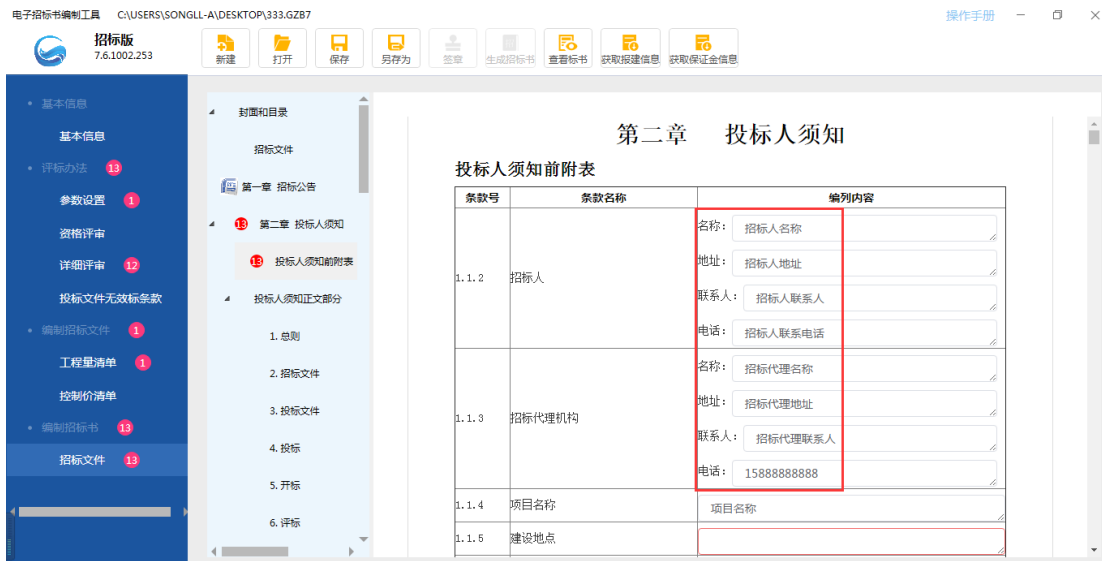 电子招标书编制工具 C:\USERS\SONGLL-A\DESKTOP\333.GZB7 操作手册
招标版
7.6.1002.253
新建 打开 保存 另存为 签章 生成招标书 查看标书 获取报建信息 获取保证金信息
基本信息
基本信息
评标办法 13
参数设置 1
资格评审
详细评审 12
投标文件无效标条款
编制招标文件 1
工程量清单 1
控制价清单
编制招标书 13
招标文件 13
封面和目录
招标文件
第一章 招标公告
13 第二章 投标人须知
13 投标人须知前附表
投标人须知正文部分
1. 总则
2. 招标文件
3. 投标文件
4. 投标
5. 开标
6. 评标
第二章 投标人须知
投标人须知前附表
条款号 条款名称 编列内容
1.1.2 招标人
名称: 招标人名称
地址: 招标人地址
联系人: 招标人联系人
电话: 招标人联系电话
1.1.3 招标代理机构
名称: 招标代理名称
地址: 招标代理地址
联系人: 招标代理联系人
电话: 15888888888
1.1.4 项目名称 项目名称
1.1.5 建设地点